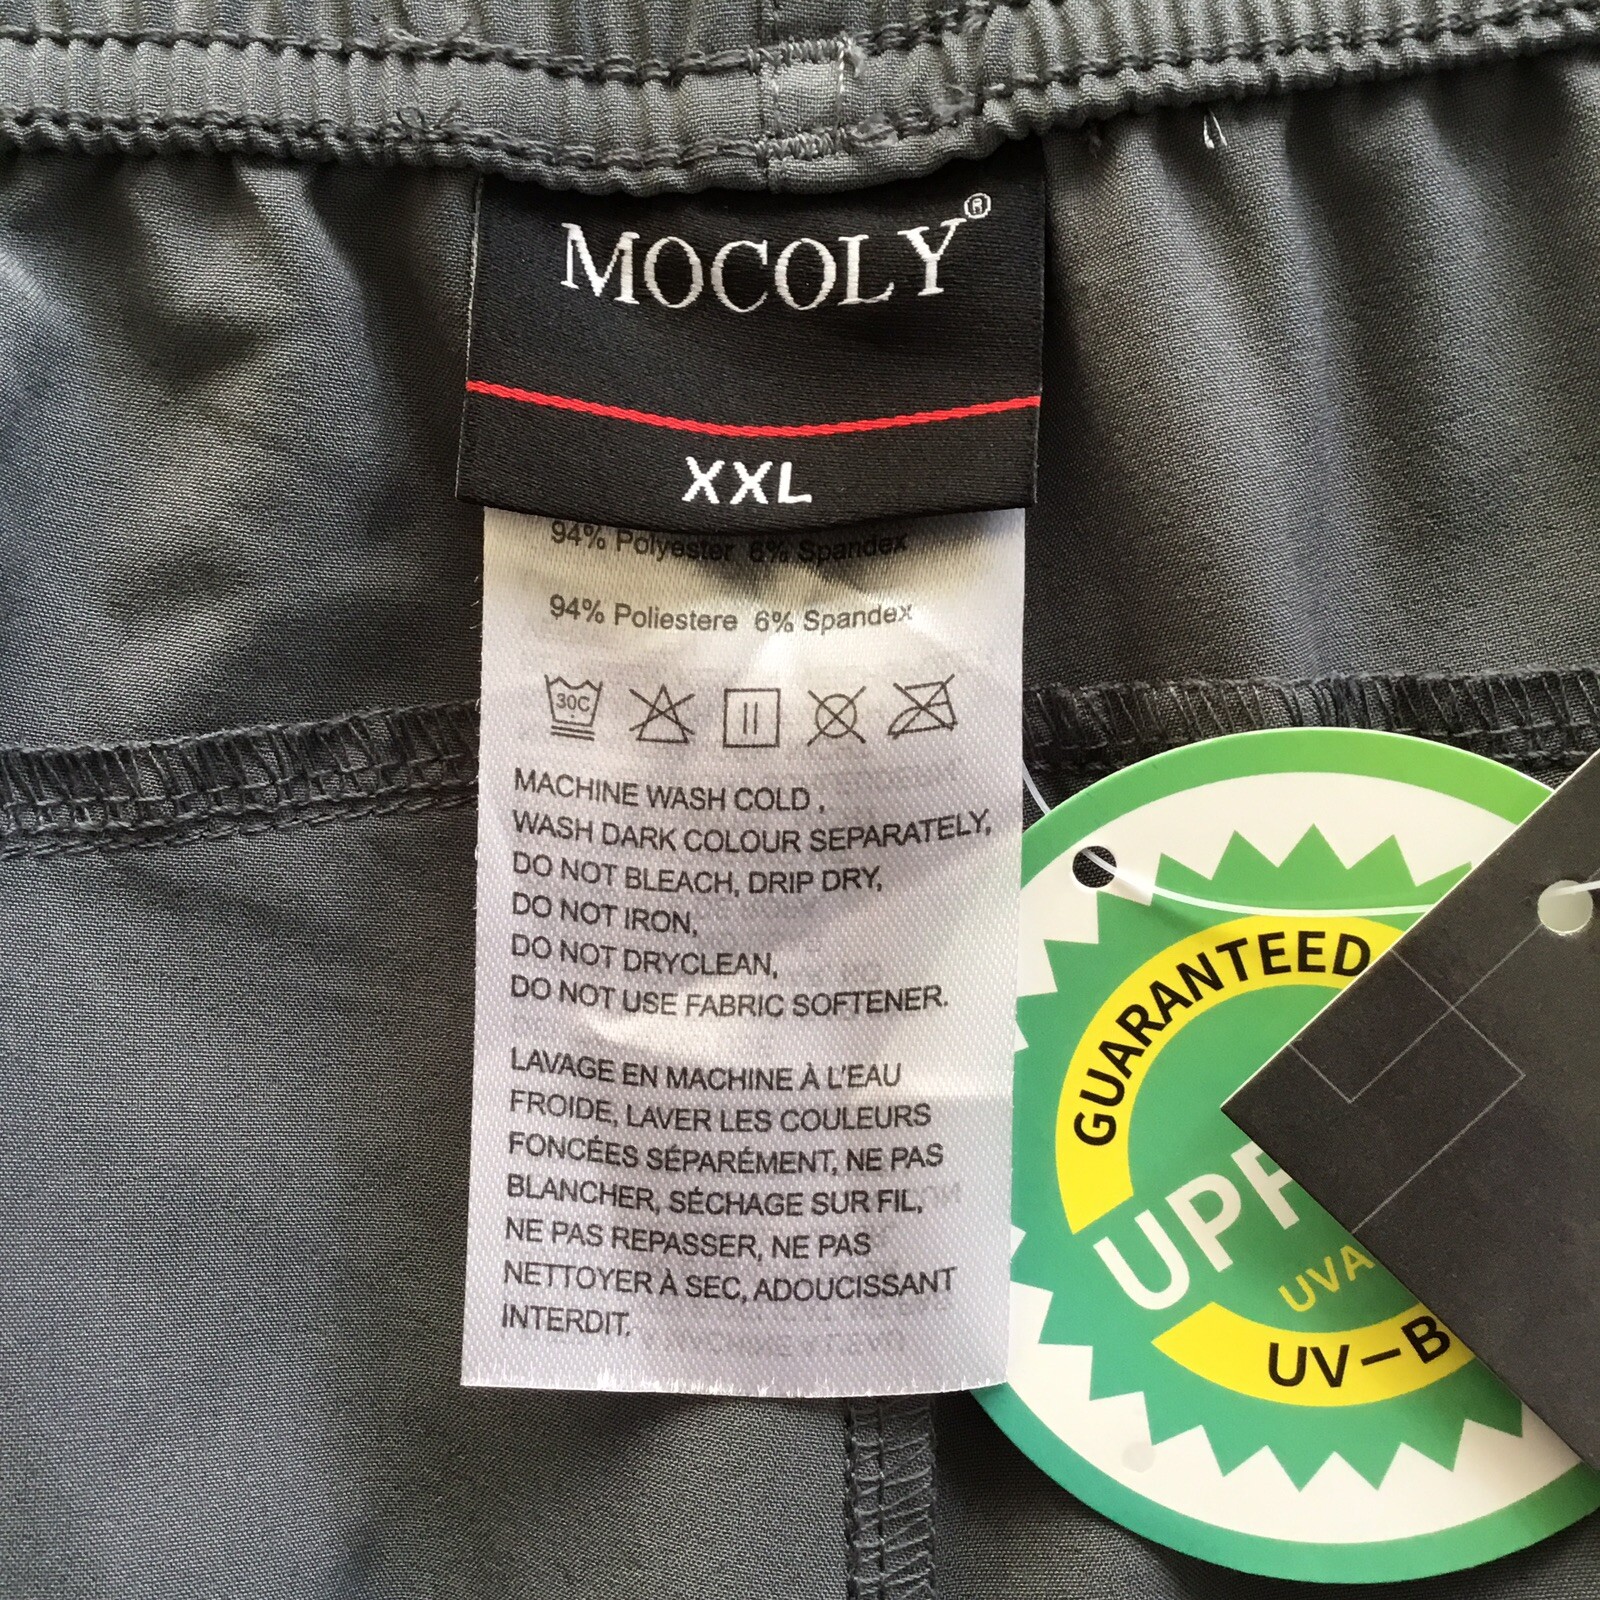 MOCOLY®
XXL
94% Polyester 6% Spandex
94% Poliestere 6% Spandex
30C
MACHINE WASH COLD ,
WASH DARK COLOUR SEPARATELY,
DO NOT BLEACH, DRIP DRY,
DO NOT IRON,
DO NOT DRYCLEAN,
DO NOT USE FABRIC SOFTENER.
LAVAGE EN MACHINE À L'EAU
FROIDE, LAVER LES COULEURS
FONCÉES SÉPARÉMENT, NE PAS
BLANCHER, SÉCHAGE SUR FIL,
NE PAS REPASSER, NE PAS
NETTOYER À SEC, ADOUCISSANT
INTERDIT.
GUARANTEED
UPF
UVA
UV-B